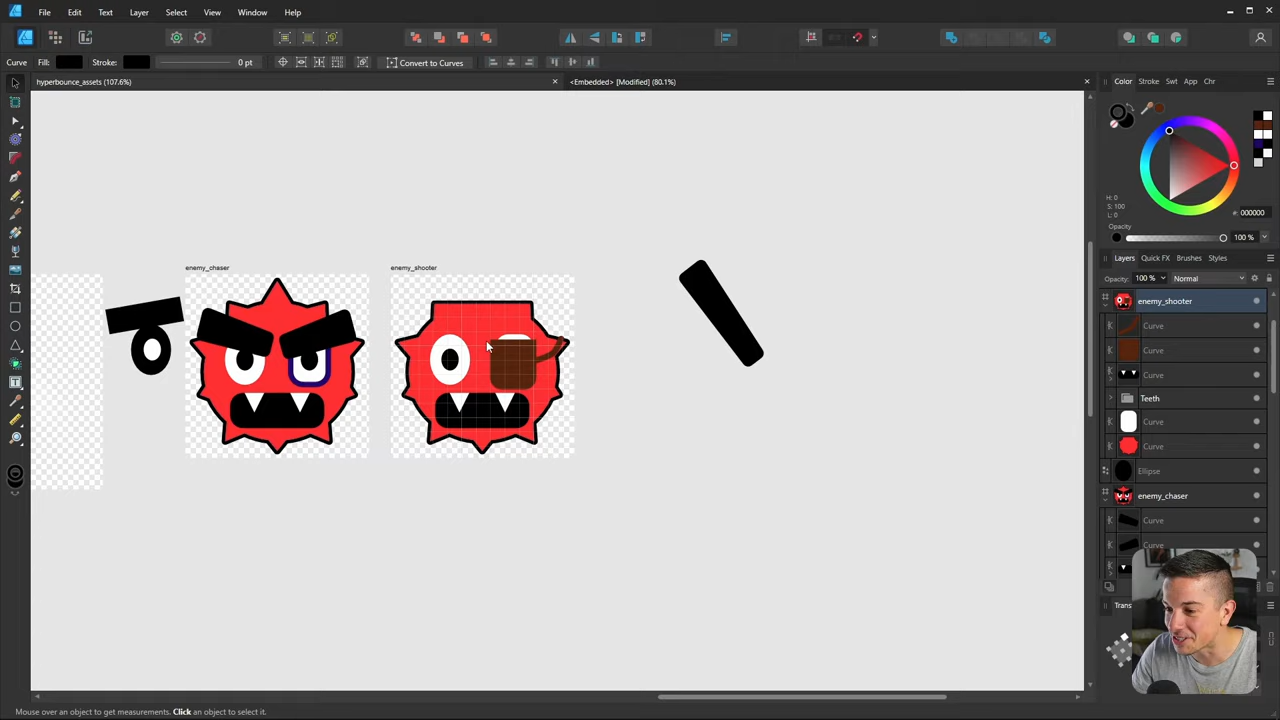 File Edit Text Layer Select View Window Help
Curve Fill: Stroke: 0 pt Convert to Curves
hyperbounce_assets (107.6%) × <Embedded> [Modified] (80.1%) ×
Color Stroke Swt App Chr
H: 0
S: 100
L: 0
#: 000000
Opacity
100 %
Layers Quick FX Brushes Styles
Opacity: 100 % Normal
enemy_chaser enemy_shooter
enemy_shooter
Curve
Curve
Curve
Teeth
Curve
Curve
Ellipse
enemy_chaser
Curve
Curve
Mouse over an object to get measurements. Click an object to select it.